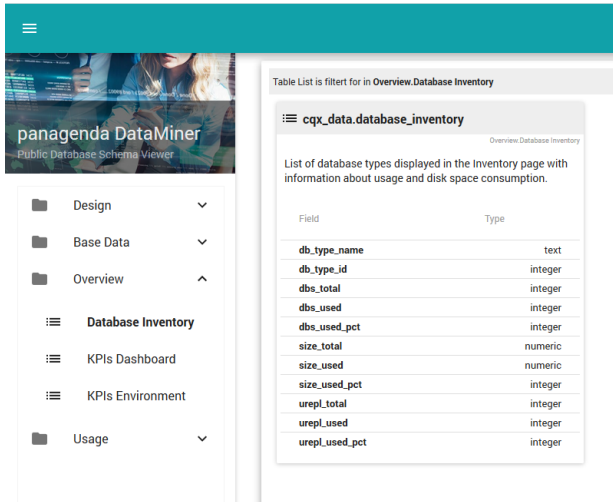 panagenda DataMiner
Public Database Schema Viewer
Design
Base Data
Overview
Database Inventory
KPIs Dashboard
KPIs Environment
Usage
Table List is filtert for in Overview.Database Inventory
cqx_data.database_inventory
Overview.Database Inventory
List of database types displayed in the Inventory page with
information about usage and disk space consumption.
Field Type
db_type_name text
db_type_id integer
dbs_total integer
dbs_used integer
dbs_used_pct integer
size_total numeric
size_used numeric
size_used_pct integer
urepl_total integer
urepl_used integer
urepl_used_pct integer